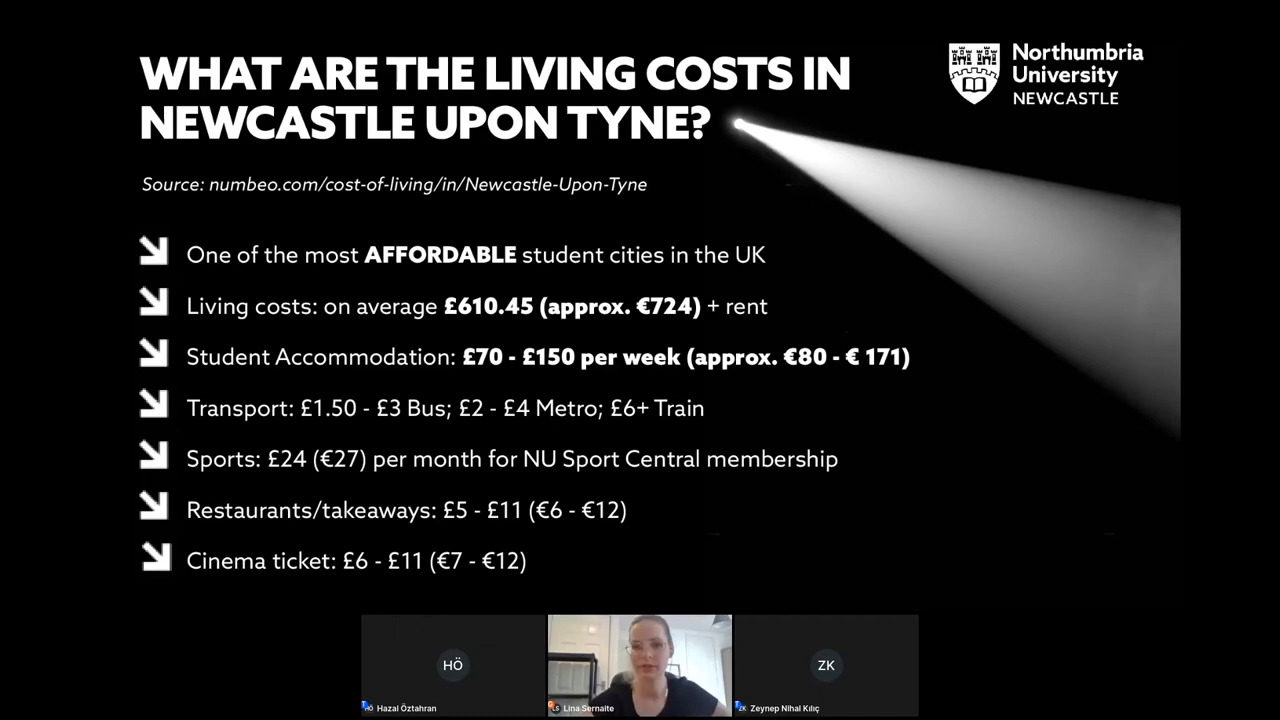 WHAT ARE THE LIVING COSTS IN
NEWCASTLE UPON TYNE?
Northumbria
University
NEWCASTLE
Source: numbeo.com/cost-of-living/in/Newcastle-Upon-Tyne
One of the most AFFORDABLE student cities in the UK
Living costs: on average £610.45 (approx. €724) + rent
Student Accommodation: £70 - £150 per week (approx. €80 - € 171)
Transport: £1.50 - £3 Bus; £2 - £4 Metro; £6+ Train
Sports: £24 (€27) per month for NU Sport Central membership
Restaurants/takeaways: £5 - £11 (€6 - €12)
Cinema ticket: £6 - £11 (€7 - €12)
HÖ
ZK
HÖ Hazal Öztahran
LS Lina Sernaite
ZK Zeynep Nihal Kılıç